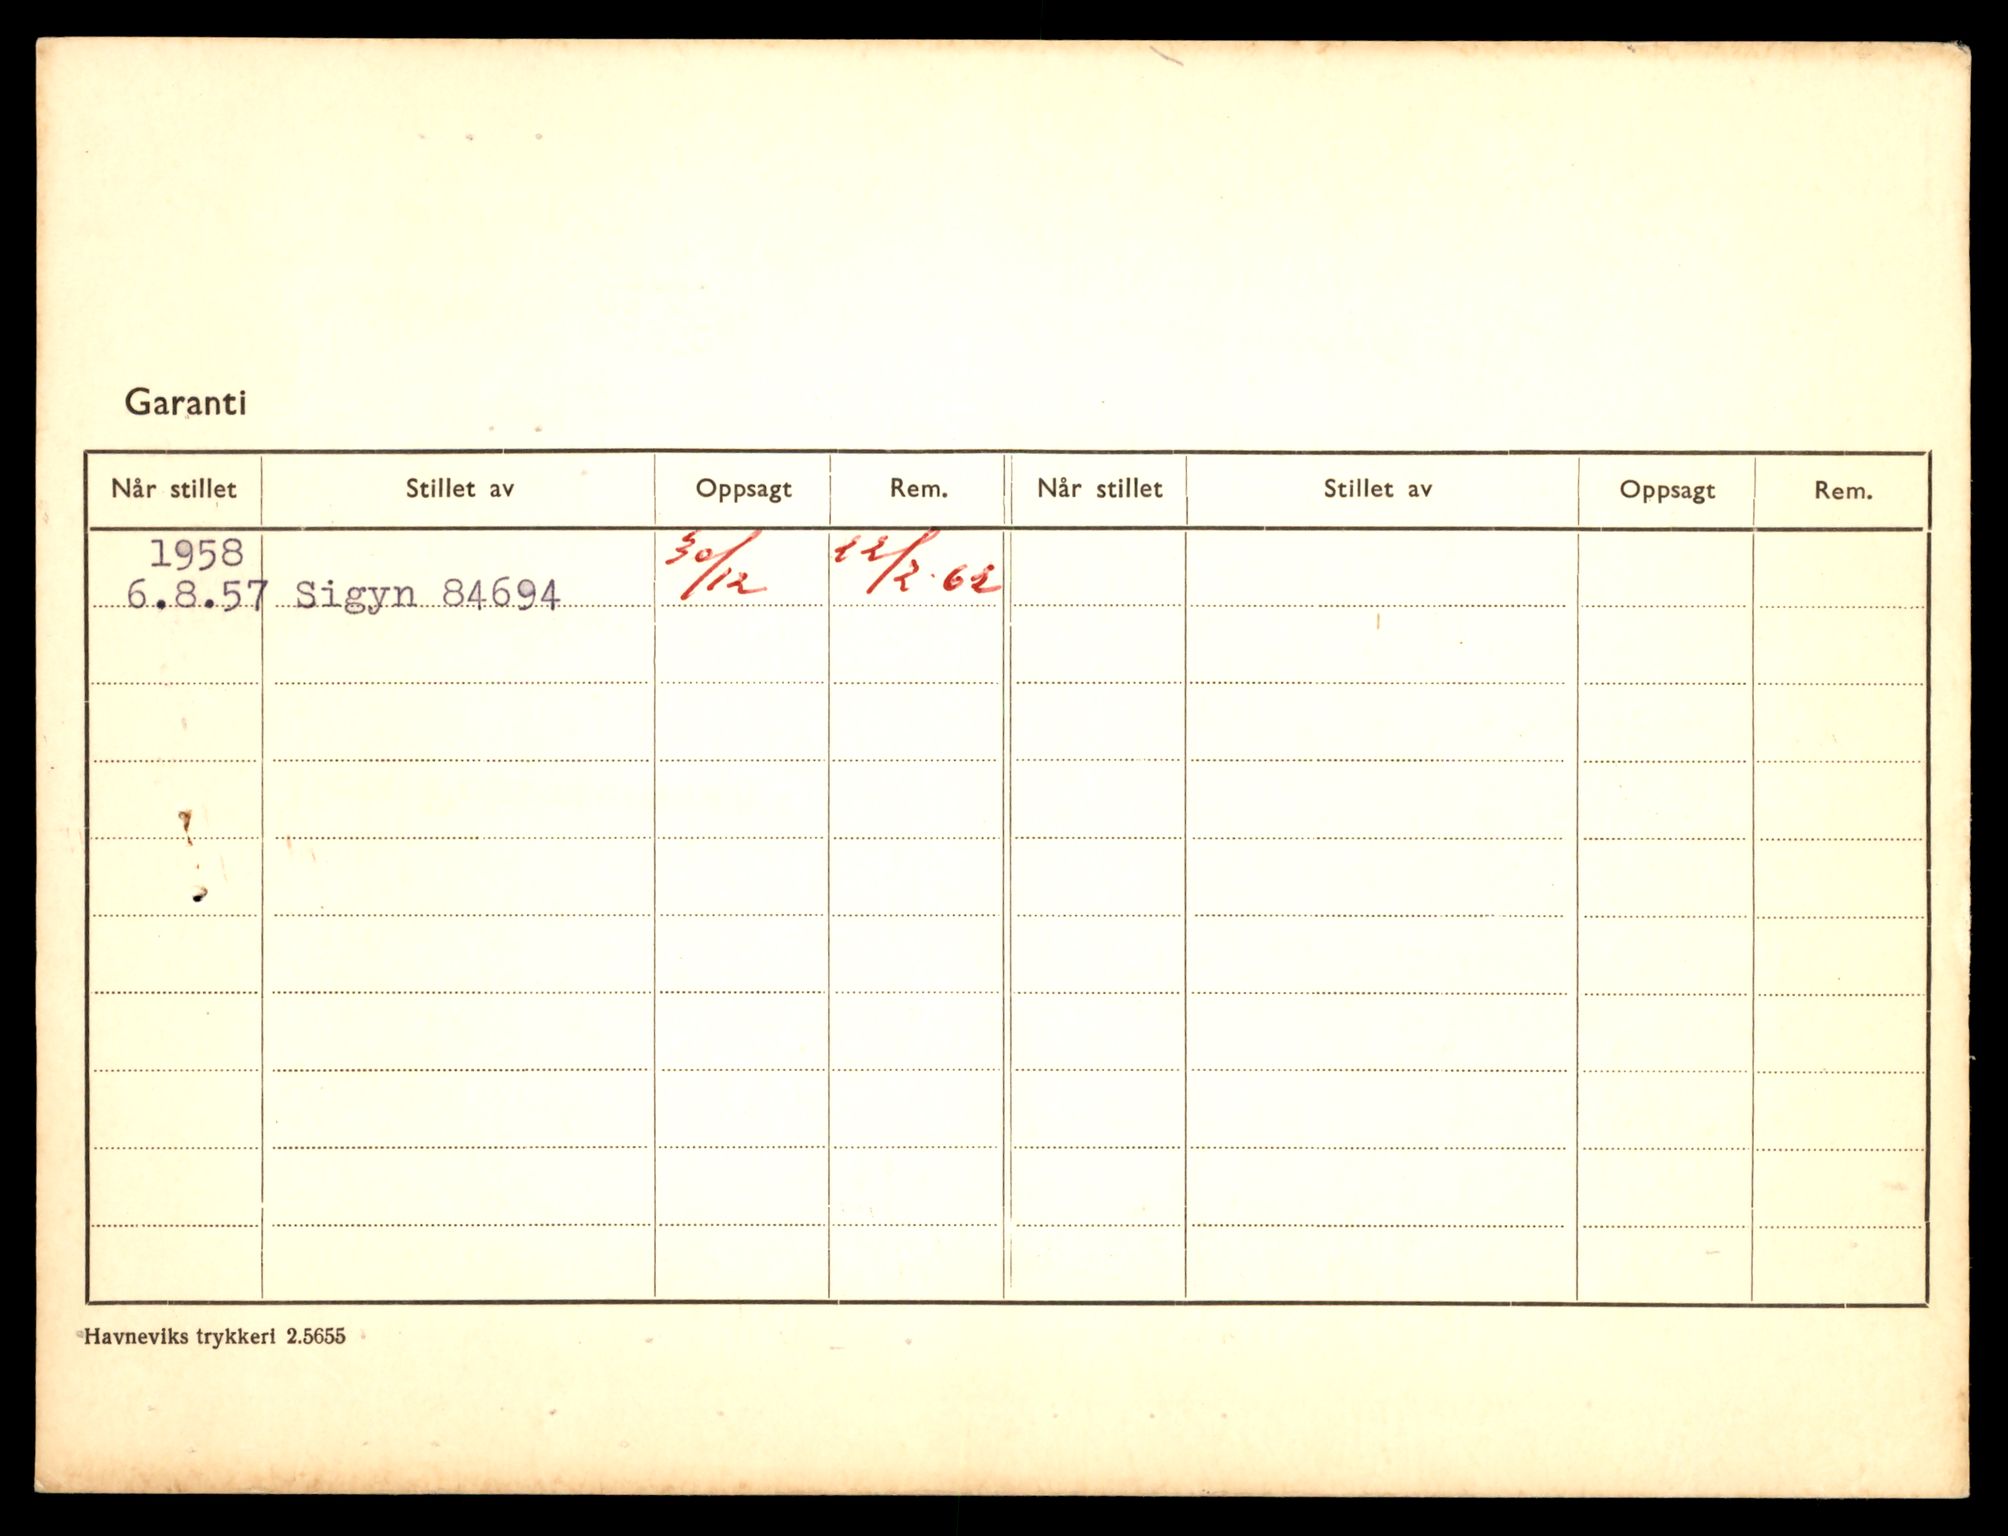 Garanti
Når stillet Stillet av Oppsagt Rem. Når stillet Stillet av Oppsagt Rem.
1958
6.8.57 Sigyn 84694 30/12 22/2.62
Havneviks trykkeri 2.5655